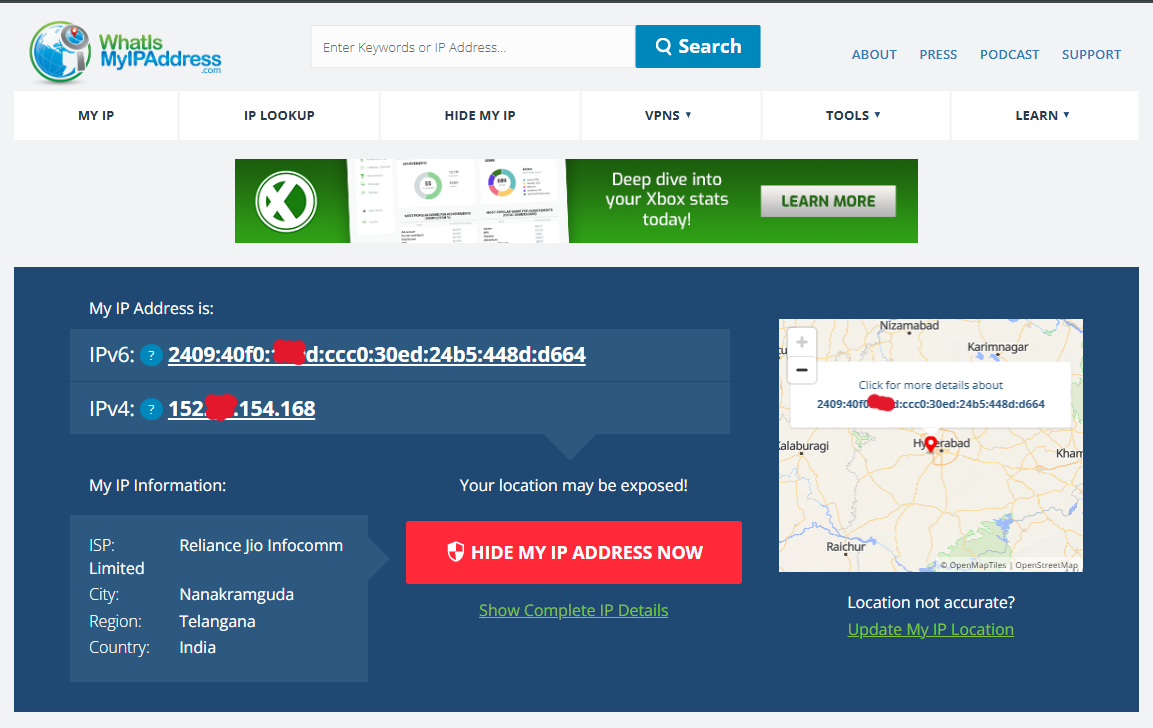 WhatIs
MyIPAddress
.com
Enter Keywords or IP Address...
Search
ABOUT PRESS PODCAST SUPPORT
MY IP IP LOOKUP HIDE MY IP VPNS ▼ TOOLS ▼ LEARN ▼
ACHIEVEMENTS
Deep dive into
your Xbox stats
today!
LEARN MORE
My IP Address is:
IPv6: ? 2409:40f0: d:ccc0:30ed:24b5:448d:d664
IPv4: ? 152. .154.168
My IP Information:
ISP: Reliance Jio Infocomm
Limited
City: Nanakramguda
Region: Telangana
Country: India
Your location may be exposed!
HIDE MY IP ADDRESS NOW
Show Complete IP Details
Nizamabad
Karimnagar
+
−
Click for more details about
2409:40f0 d:ccc0:30ed:24b5:448d:d664
Kalaburagi
Hyderabad
Kham
Raichur
© OpenMapTiles | OpenStreetMap
Location not accurate?
Update My IP Location